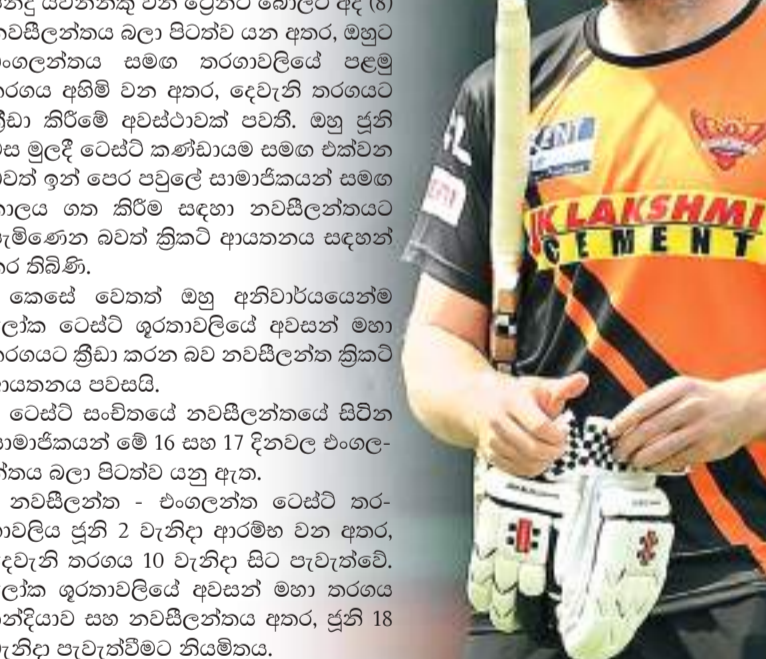 යවන්නකු වන ට්‍රෙන්ට් බෝල්ට් අද (8)
නවසීලන්තය බලා පිටත්ව යන අතර, ඔහුට
එංගලන්තය සමඟ තරගාවලියේ පළමු
තරගය අහිමි වන අතර, දෙවැනි තරගයට
ක්‍රීඩා කිරීමේ අවස්ථාවක් පවතී. ඔහු ජූනි
මස මුලදී ටෙස්ට් කණ්ඩායම සමඟ එක්වන
බවත් ඉන් පෙර පවුලේ සාමාජිකයන් සමඟ
කාලය ගත කිරීම සඳහා නවසීලන්තයට
පැමිණෙන බවත් ක්‍රිකට් ආයතනය සඳහන්
කර තිබිණි.
කෙසේ වෙතත් ඔහු අනිවාර්යයෙන්ම
ලෝක ටෙස්ට් ශූරතාවලියේ අවසන් මහා
තරගයට ක්‍රීඩා කරන බව නවසීලන්ත ක්‍රිකට්
ආයතනය පවසයි.
ටෙස්ට් සංචිතයේ නවසීලන්තයේ සිටින
සාමාජිකයන් මේ 16 සහ 17 දිනවල එංගල-
න්තය බලා පිටත්ව යනු ඇත.
නවසීලන්ත - එංගලන්ත ටෙස්ට් තර-
ගාවලිය ජූනි 2 වැනිදා ආරම්භ වන අතර,
දෙවැනි තරගය 10 වැනිදා සිට පැවැත්වේ.
ලෝක ශූරතාවලියේ අවසන් මහා තරගය
ඉන්දියාව සහ නවසීලන්තය අතර, ජූනි 18
වැනිදා පැවැත්වීමට නියමිතය.
JK LAKSHMI
CEMENT